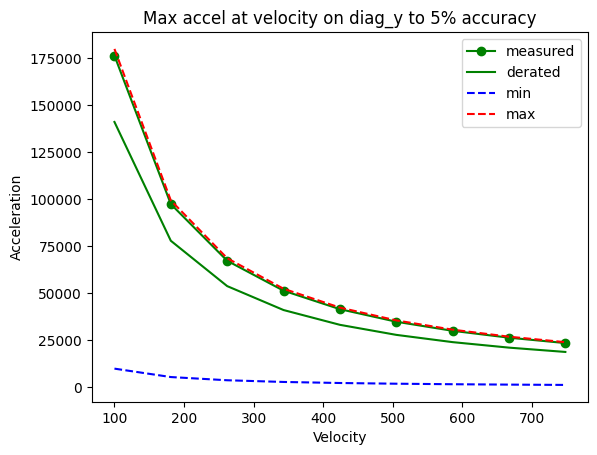 Max accel at velocity on diag_y to 5% accuracy
measured
derated
min
max
175000
150000
125000
100000
75000
50000
25000
0
Acceleration
100 200 300 400 500 600 700
Velocity